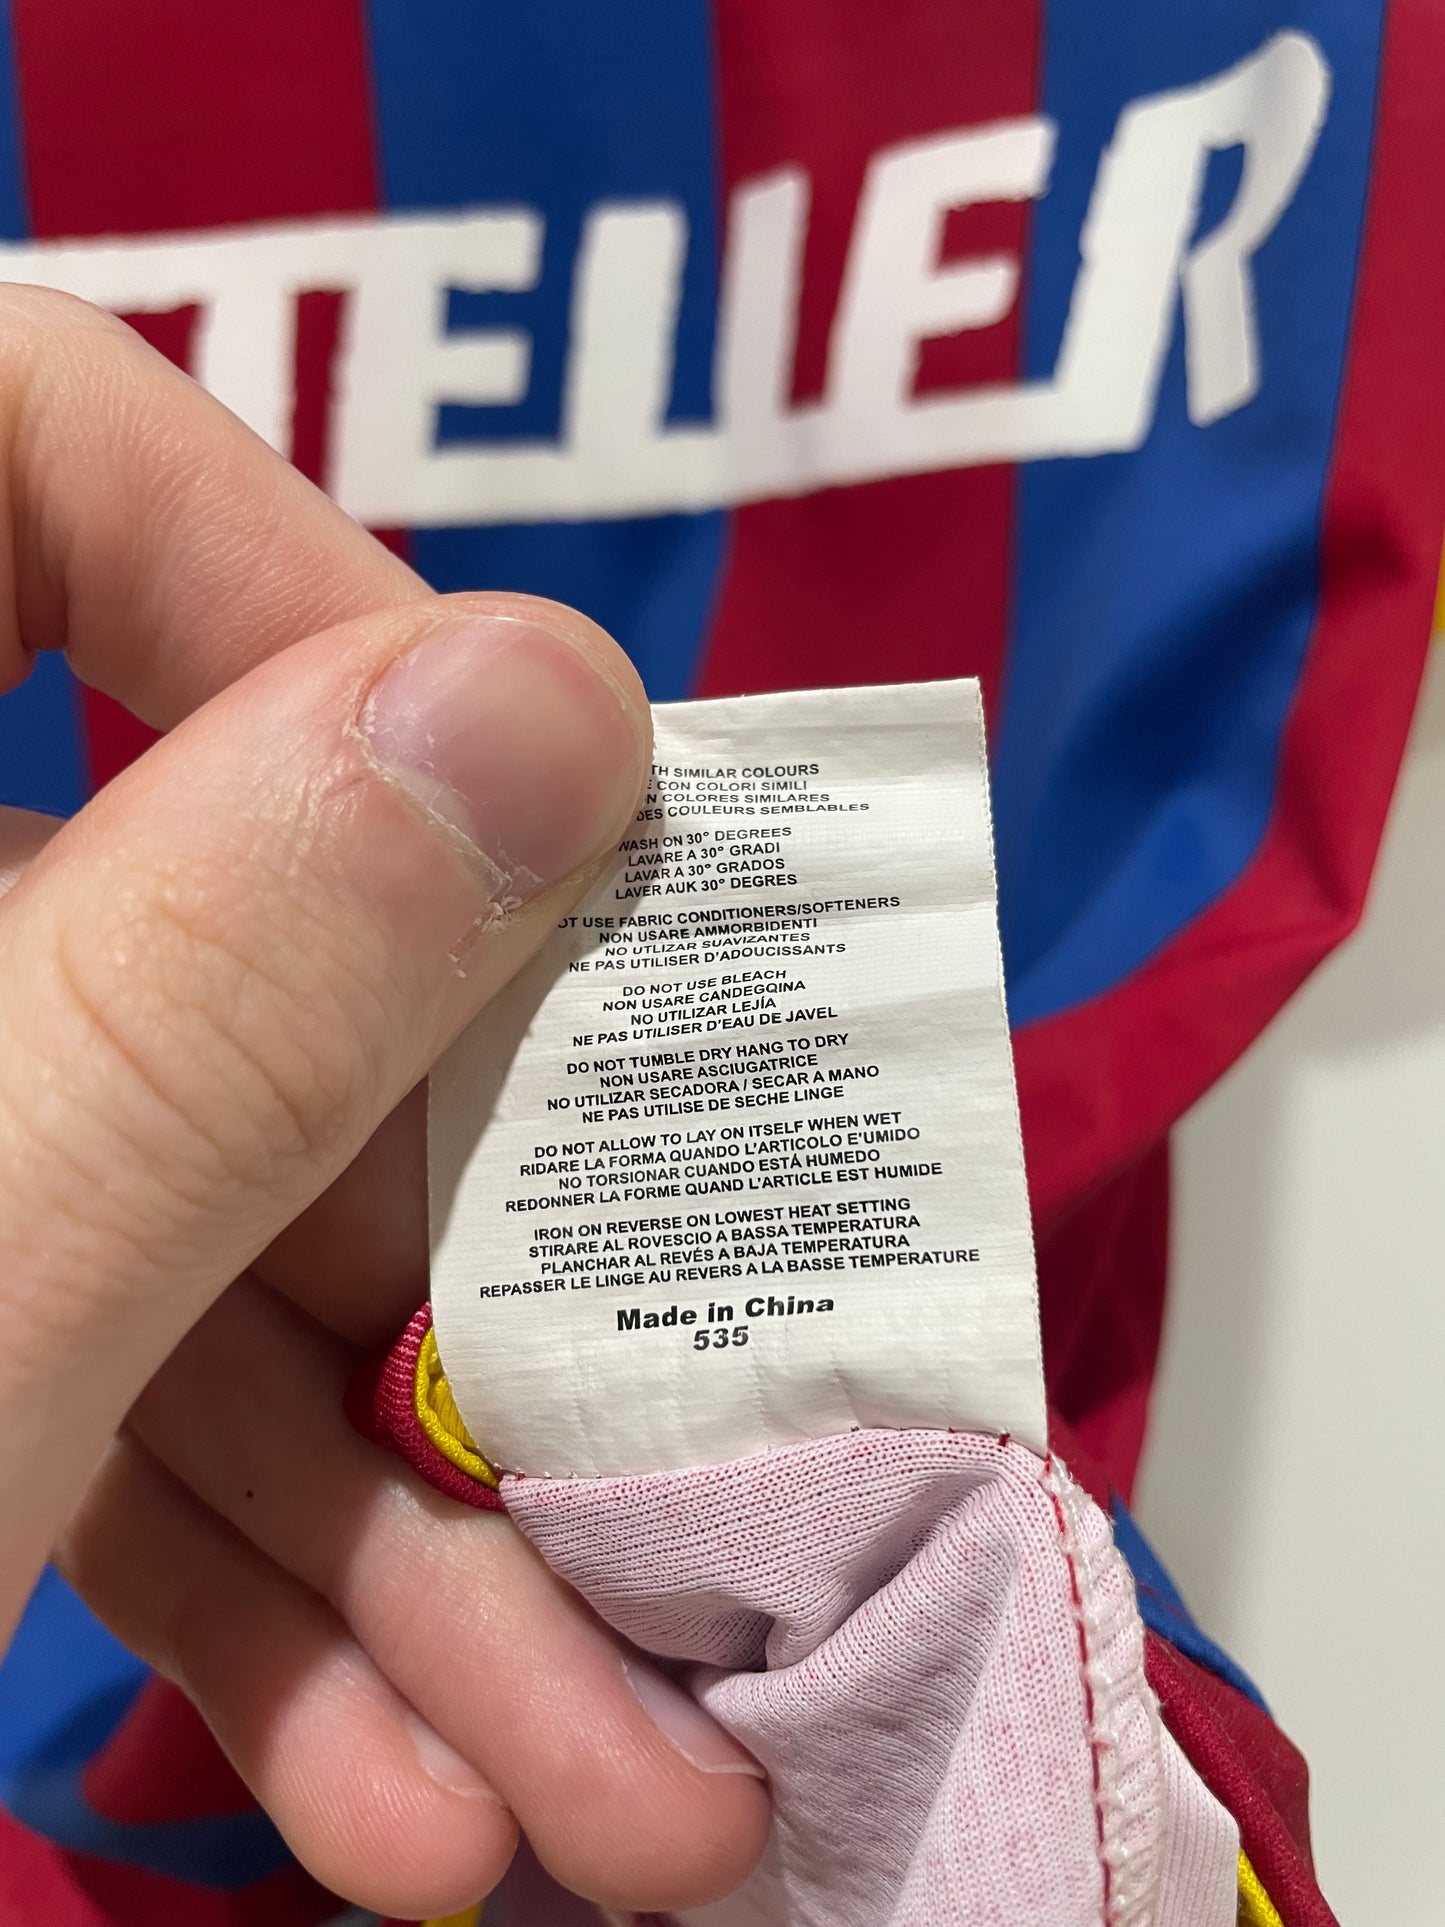 TELLER
TH SIMILAR COLOURS
E CON COLORI SIMILI
N COLORES SIMILARES
DES COULEURS SEMBLABLES
WASH ON 30° DEGREES
LAVARE A 30° GRADI
LAVAR A 30° GRADOS
LAVER AUK 30° DEGRES
OT USE FABRIC CONDITIONERS/SOFTENERS
NON USARE AMMORBIDENTI
NO UTLIZAR SUAVIZANTES
NE PAS UTILISER D'ADOUCISSANTS
DO NOT USE BLEACH
NON USARE CANDEGQINA
NO UTILIZAR LEJÍA
NE PAS UTILISER D'EAU DE JAVEL
DO NOT TUMBLE DRY HANG TO DRY
NON USARE ASCIUGATRICE
NO UTILIZAR SECADORA / SECAR A MANO
NE PAS UTILISE DE SECHE LINGE
DO NOT ALLOW TO LAY ON ITSELF WHEN WET
RIDARE LA FORMA QUANDO L'ARTICOLO E'UMIDO
NO TORSIONAR CUANDO ESTÁ HUMEDO
REDONNER LA FORME QUAND L'ARTICLE EST HUMIDE
IRON ON REVERSE ON LOWEST HEAT SETTING
STIRARE AL ROVESCIO A BASSA TEMPERATURA
PLANCHAR AL REVÉS A BAJA TEMPERATURA
REPASSER LE LINGE AU REVERS A LA BASSE TEMPERATURE
Made in China
535